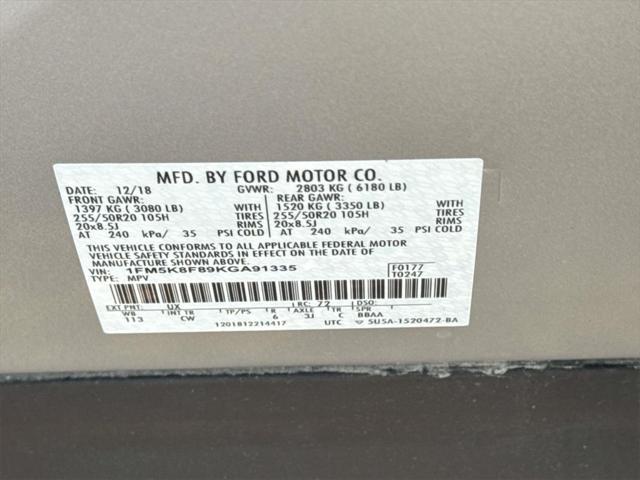 MFD. BY FORD MOTOR CO.
DATE: 12/18 GVWR: 2803 KG ( 6180 LB)
FRONT GAWR: REAR GAWR:
1397 KG ( 3080 LB) 1520 KG ( 3350 LB)
255/50R20 105H TIRES 255/50R20 105H TIRES
20x8.5J RIMS 20x8.5J RIMS
AT 240 kPa/ 35 PSI COLD AT 240 kPa/ 35 PSI COLD
THIS VEHICLE CONFORMS TO ALL APPLICABLE FEDERAL MOTOR
VEHICLE SAFETY STANDARDS IN EFFECT ON THE DATE OF
MANUFACTURE SHOWN ABOVE.
VIN: 1FM5K8F89KGA91335 F0177
TYPE: MPV T0247
EXT PNT: UX RC: 72 DSO:
WB INT TR TP/PS R AXLE TR SPR
113 CW 6 3J C BBAA
1201812214417 UTC 5U5A-1520472-BA